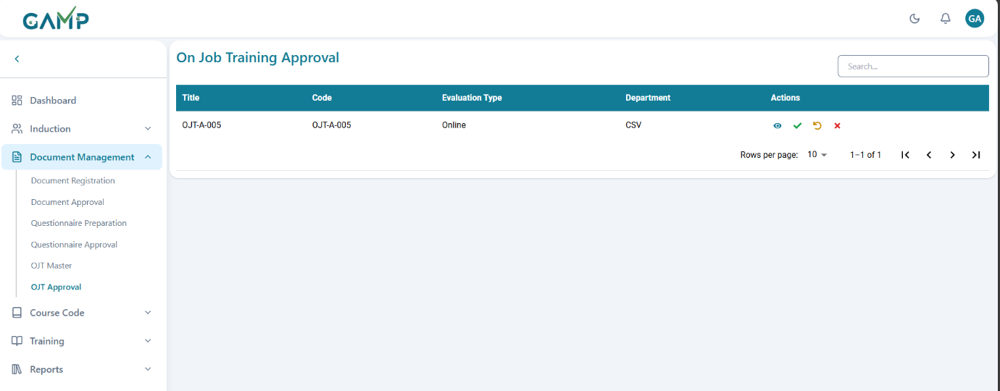 GAMP
GA
On Job Training Approval
Search...
Title Code Evaluation Type Department Actions
OJT-A-005 OJT-A-005 Online CSV
Rows per page: 10 1–1 of 1
Dashboard
Induction
Document Management
Document Registration
Document Approval
Questionnaire Preparation
Questionnaire Approval
OJT Master
OJT Approval
Course Code
Training
Reports